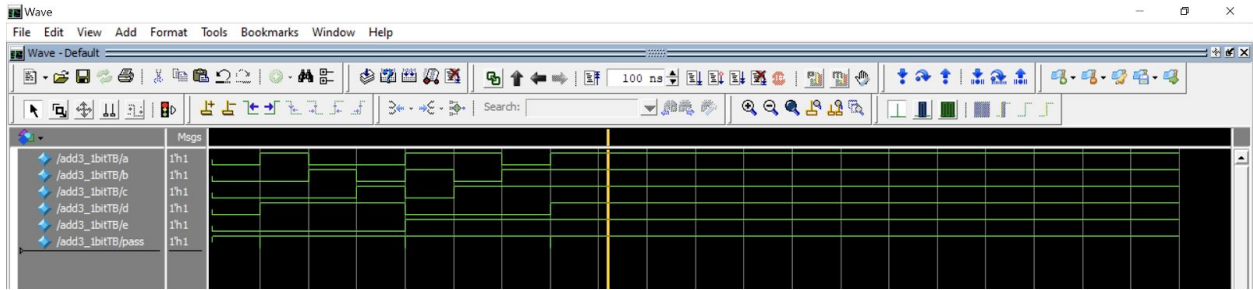 Wave
File Edit View Add Format Tools Bookmarks Window Help
Wave - Default
100 ns
Search:
Msgs
/add3_1bitTB/a 1'h1
/add3_1bitTB/b 1'h1
/add3_1bitTB/c 1'h1
/add3_1bitTB/d 1'h1
/add3_1bitTB/e 1'h1
/add3_1bitTB/pass 1'h1